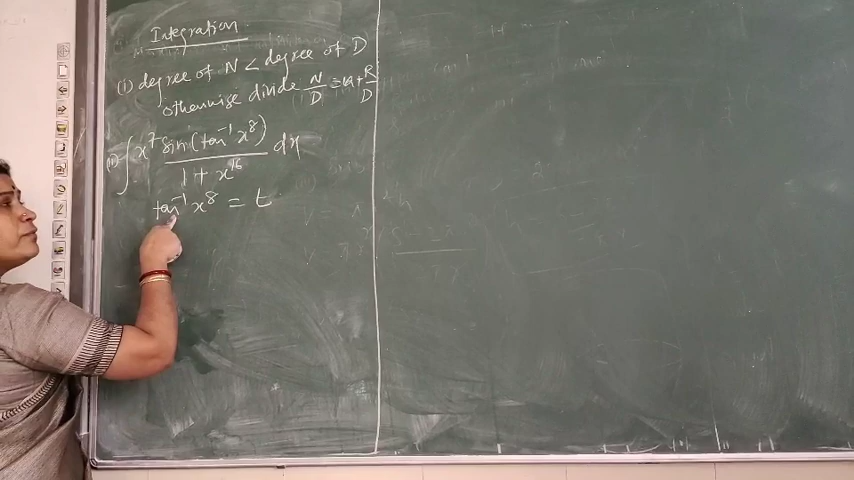 Integration
(i) degree of N < degree of D
otherwise divide N/D = Q + R/D
(ii) ∫ x⁷ sin(tan⁻¹ x⁸) / 1 + x¹⁶ dx
tan⁻¹ x⁸ = t